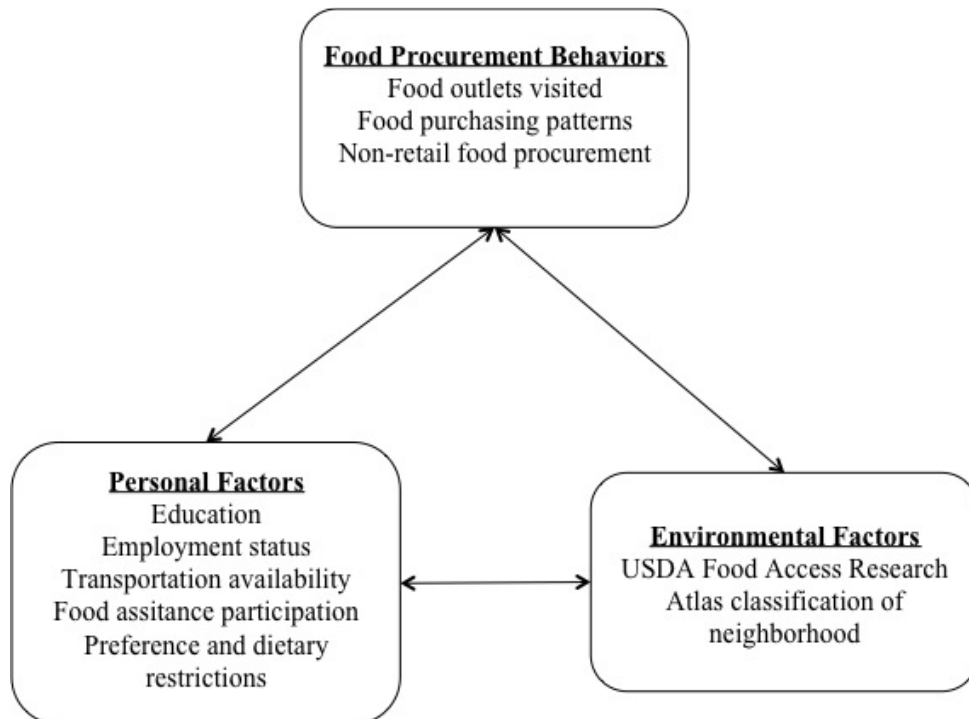 Food Procurement Behaviors
Food outlets visited
Food purchasing patterns
Non-retail food procurement
Personal Factors
Education
Employment status
Transportation availability
Food assitance participation
Preference and dietary
restrictions
Environmental Factors
USDA Food Access Research
Atlas classification of
neighborhood